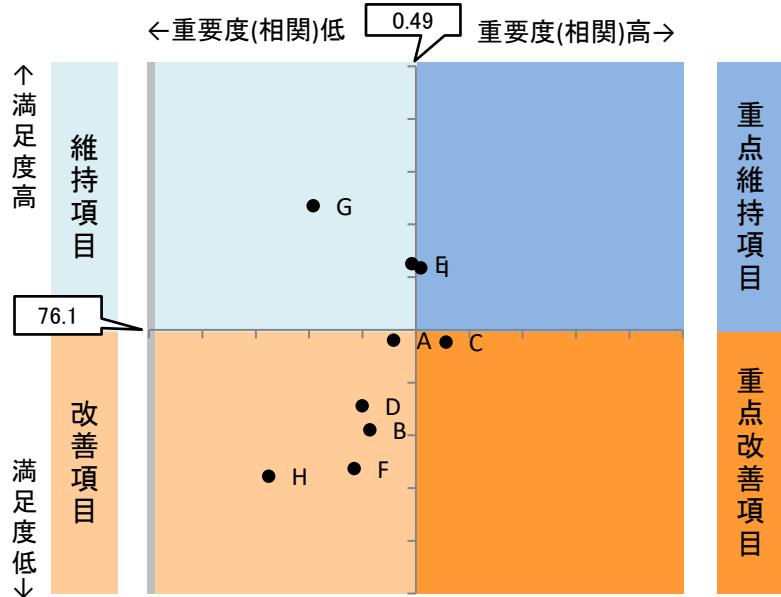 ←重要度(相関)低
0.49
重要度(相関)高→
↑満足度高
維持項目
重点維持項目
G
E
I
76.1
A
C
D
B
F
H
改善項目
重点改善項目
満足度低↓